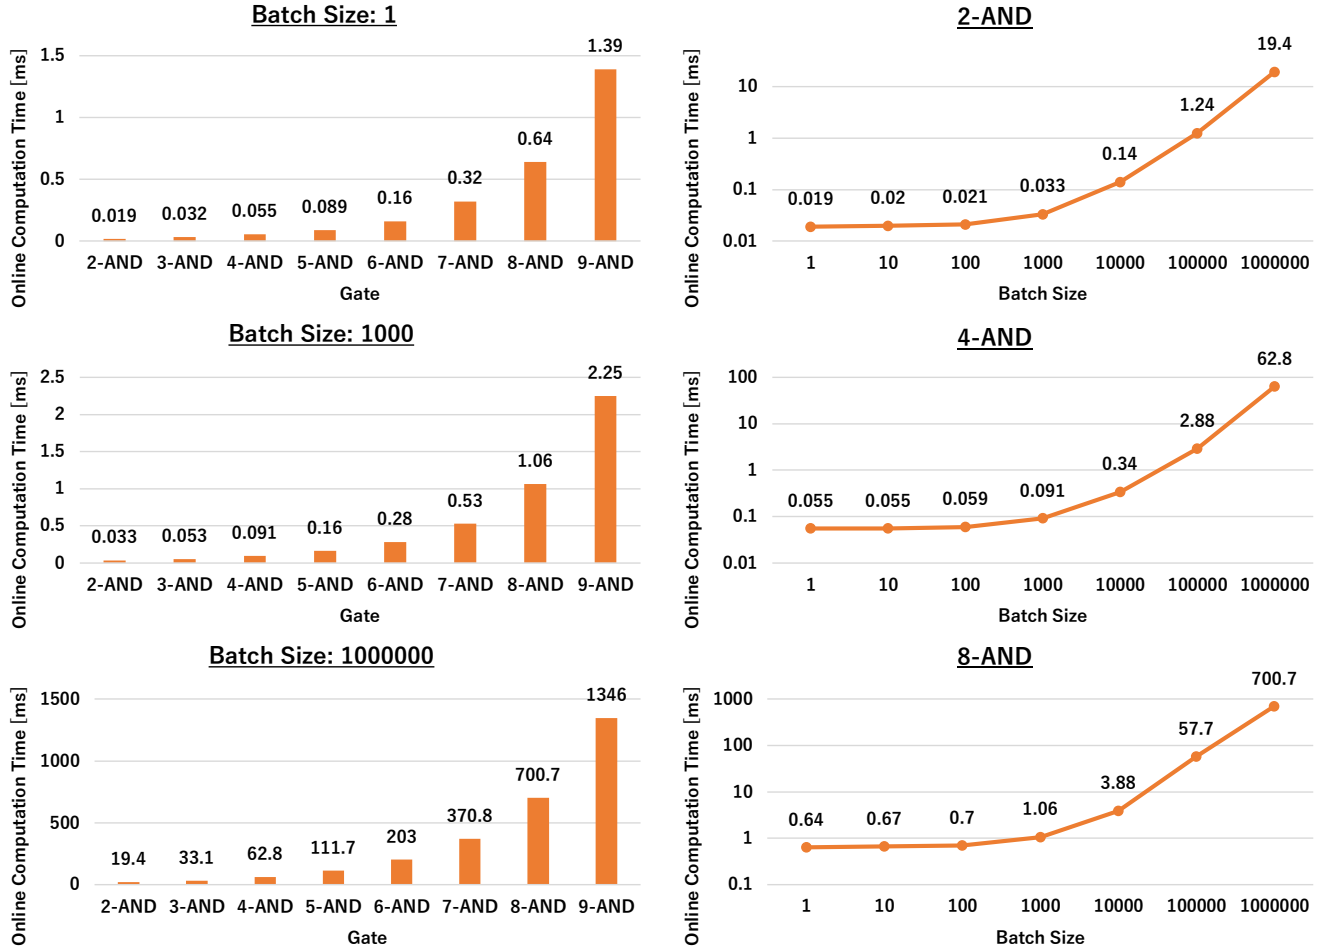 Batch Size: 1
Online Computation Time [ms]
1.5
1
0.5
0
0.019 0.032 0.055 0.089 0.16 0.32 0.64 1.39
2-AND 3-AND 4-AND 5-AND 6-AND 7-AND 8-AND 9-AND
Gate
2-AND
Online Computation Time [ms]
10
1
0.1
0.01
0.019 0.02 0.021 0.033 0.14 1.24 19.4
1 10 100 1000 10000 100000 1000000
Batch Size
Batch Size: 1000
Online Computation Time [ms]
2.5
2
1.5
1
0.5
0
0.033 0.053 0.091 0.16 0.28 0.53 1.06 2.25
2-AND 3-AND 4-AND 5-AND 6-AND 7-AND 8-AND 9-AND
Gate
4-AND
Online Computation Time [ms]
100
10
1
0.1
0.01
0.055 0.055 0.059 0.091 0.34 2.88 62.8
1 10 100 1000 10000 100000 1000000
Batch Size
Batch Size: 1000000
Online Computation Time [ms]
1500
1000
500
0
19.4 33.1 62.8 111.7 203 370.8 700.7 1346
2-AND 3-AND 4-AND 5-AND 6-AND 7-AND 8-AND 9-AND
Gate
8-AND
Online Computation Time [ms]
1000
100
10
1
0.1
0.64 0.67 0.7 1.06 3.88 57.7 700.7
1 10 100 1000 10000 100000 1000000
Batch Size